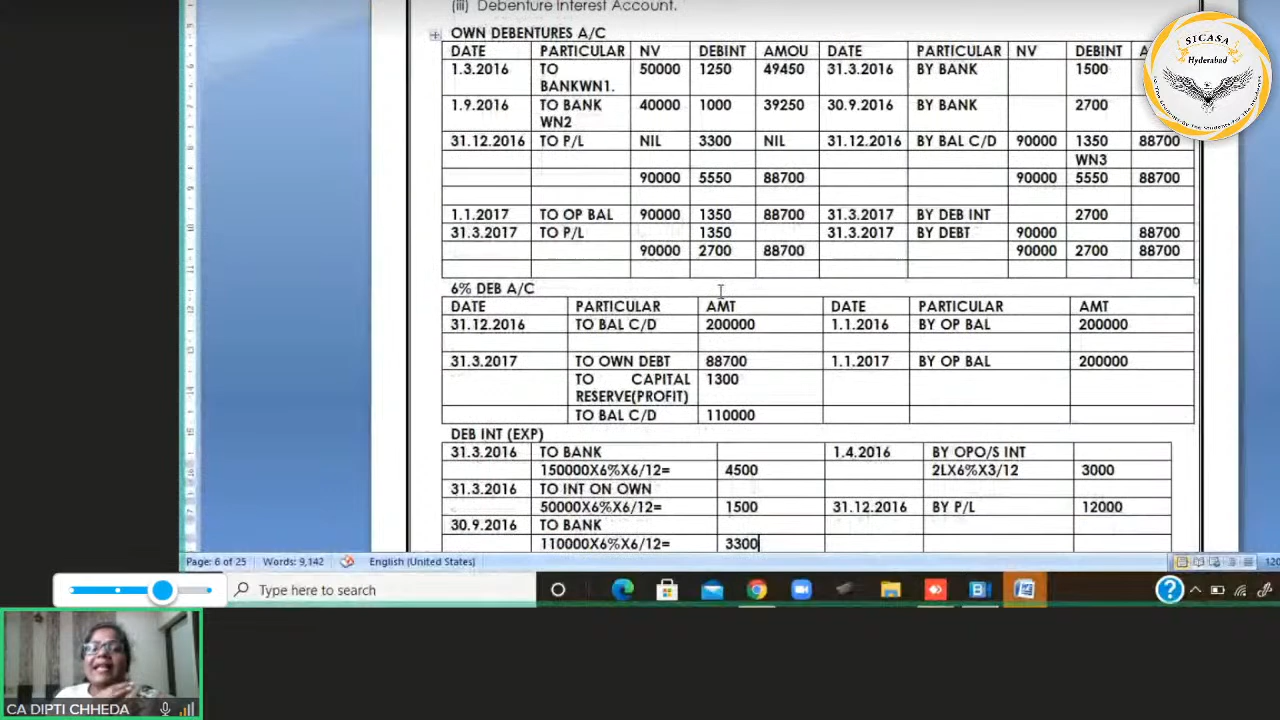 (iii) Debenture Interest Account.
OWN DEBENTURES A/C
DATE PARTICULAR NV DEBINT AMOU DATE PARTICULAR NV DEBINT
1.3.2016 TO BANKWN1. 50000 1250 49450 31.3.2016 BY BANK 1500
1.9.2016 TO BANK WN2 40000 1000 39250 30.9.2016 BY BANK 2700
31.12.2016 TO P/L NIL 3300 NIL 31.12.2016 BY BAL C/D 90000 1350 88700
WN3
90000 5550 88700 90000 5550 88700
1.1.2017 TO OP BAL 90000 1350 88700 31.3.2017 BY DEB INT 2700
31.3.2017 TO P/L 1350 31.3.2017 BY DEBT 90000 88700
90000 2700 88700 90000 2700 88700
6% DEB A/C
DATE PARTICULAR AMT DATE PARTICULAR AMT
31.12.2016 TO BAL C/D 200000 1.1.2016 BY OP BAL 200000
31.3.2017 TO OWN DEBT 88700 1.1.2017 BY OP BAL 200000
TO CAPITAL RESERVE(PROFIT) 1300
TO BAL C/D 110000
DEB INT (EXP)
31.3.2016 TO BANK 1.4.2016 BY OPO/S INT
150000X6%X6/12= 4500 2LX6%X3/12 3000
31.3.2016 TO INT ON OWN
50000X6%X6/12= 1500 31.12.2016 BY P/L 12000
30.9.2016 TO BANK
110000X6%X6/12= 3300
Page: 6 of 25 Words: 9,142 English (United States)
Type here to search
CA DIPTI CHHEDA
SICASA
Hyderabad